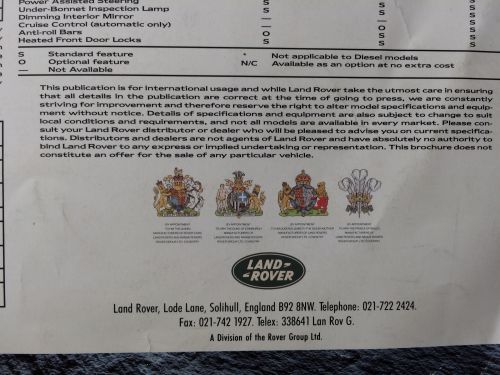 Power Assisted Steering S S
Under-Bonnet Inspection Lamp S S
Dimming Interior Mirror — —
Cruise Control (automatic only) — O
Anti-roll Bars O S
Heated Front Door Locks S S
S Standard feature * Not applicable to Diesel models
O Optional feature N/C Available as an option at no extra cost
— Not Available
This publication is for international usage and while Land Rover take the utmost care in ensuring
that all details in the publication are correct at the time of going to press, we are constantly
striving for improvement and therefore reserve the right to alter model specifications and equip-
ment without notice. Details of specifications and equipment are also subject to change to suit
local conditions and requirements, and not all models are available in every market. Please con-
sult your Land Rover distributor or dealer who will be pleased to advise you on current specifica-
tions. Distributors and dealers are not agents of Land Rover and have absolutely no authority to
bind Land Rover to any express or implied undertaking or representation. This brochure does not
constitute an offer for the sale of any particular vehicle.
BY APPOINTMENT BY APPOINTMENT BY APPOINTMENT BY APPOINTMENT
LAND-
-ROVER
Land Rover, Lode Lane, Solihull, England B92 8NW. Telephone: 021-722 2424.
Fax: 021-742 1927. Telex: 338641 Lan Rov G.
A Division of the Rover Group Ltd.